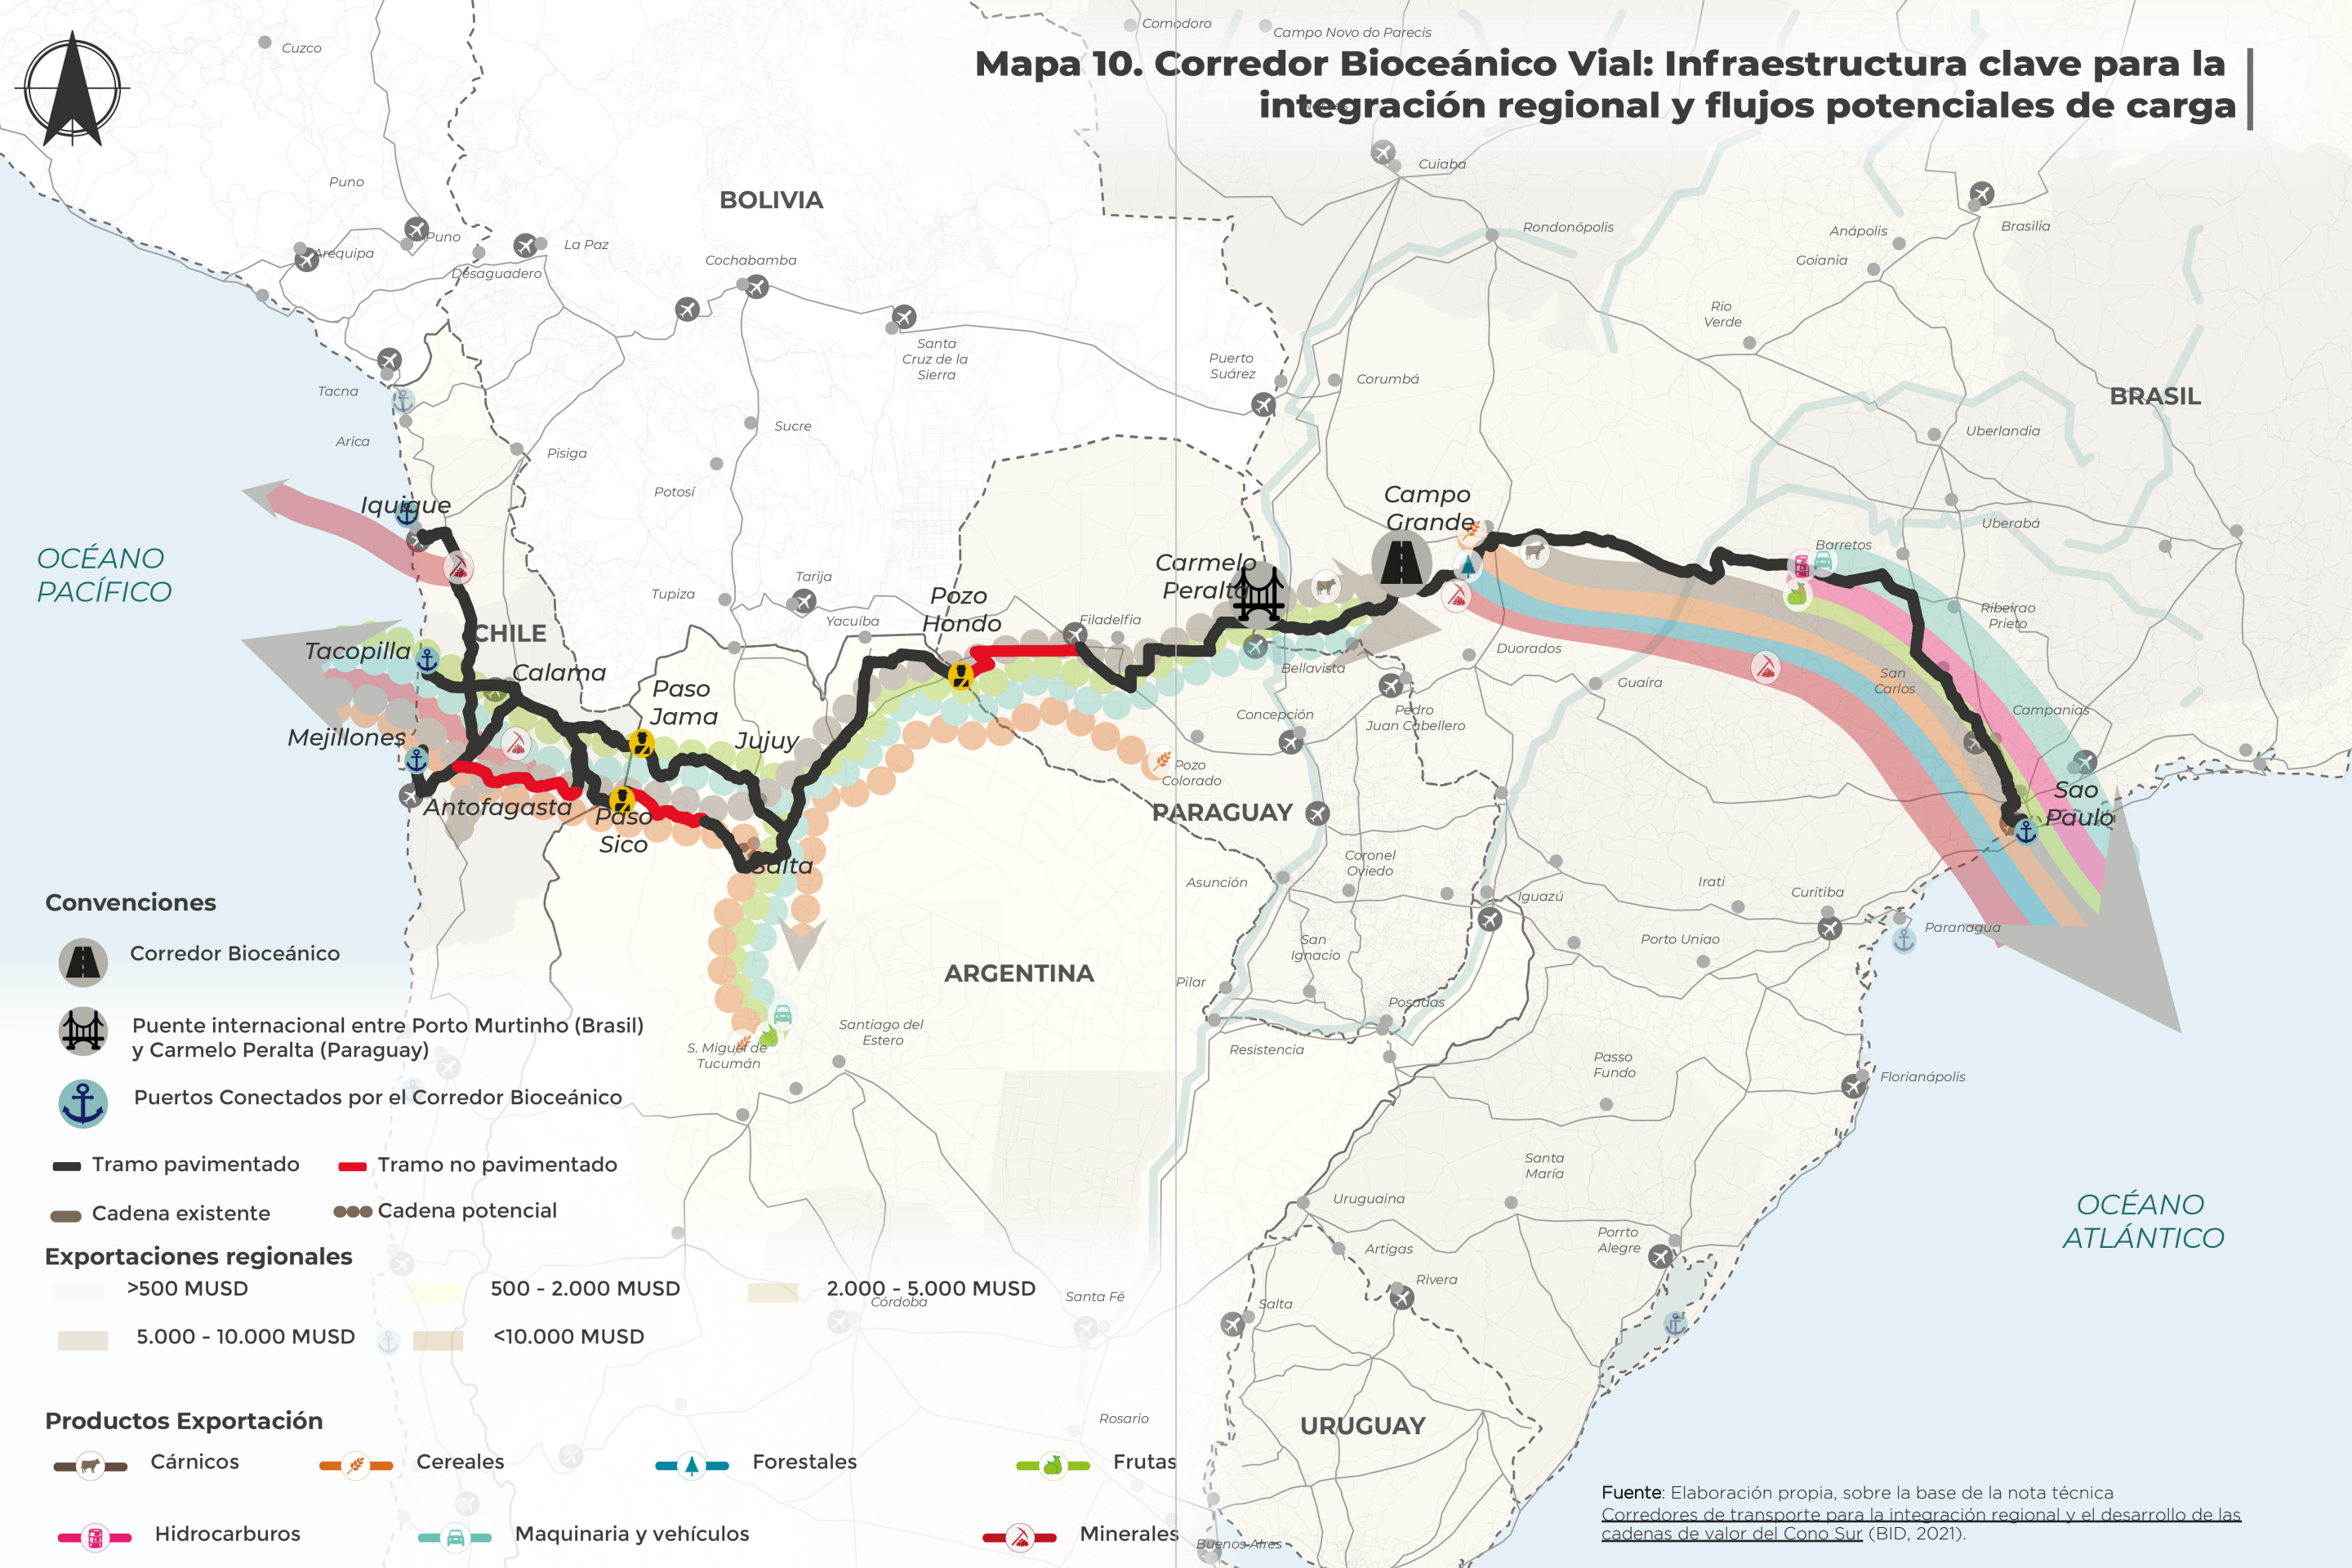 Mapa 10. Corredor Bioceánico Vial: Infraestructura clave para la
integración regional y flujos potenciales de carga
Cuzco
Comodoro
Campo Novo do Parecis
Puno
Cuiaba
BOLIVIA
Puno
Arequipa
La Paz
Desaguadero
Cochabamba
Rondonópolis
Anápolis
Brasilia
Goiania
Río
Verde
Santa
Cruz de la
Sierra
Puerto
Suárez
Corumbá
Tacna
BRASIL
Arica
Sucre
Uberlandia
Pisiga
Potosí
Iquique
Campo
Grande
Uberabá
Barretos
OCÉANO
PACÍFICO
Carmelo
Peralta
Tarija
Tupiza
Pozo
Hondo
Yacuíba
Filadelfia
Ribeirao
Prieto
CHILE
Tacopilla
Calama
Bellavista
Duorados
Paso
Jama
Guaíra
San
Carlos
Campanias
Concepción
Pedro
Juan Cabellero
Mejillones
Jujuy
Pozo
Colorado
Antofagasta
Paso
Sico
PARAGUAY
Sao
Paulo
Salta
Coronel
Oviedo
Asunción
Iguazú
Irati
Curitiba
Paranagua
San
Ignacio
Porto Uniao
ARGENTINA
Pilar
Posadas
Santiago del
Estero
S. Miguel de
Tucumán
Resistencia
Passo
Fundo
Florianápolis
Santa
María
Uruguaina
Artigas
Porrto
Alegre
Rivera
Salta
Santa Fé
Córdoba
OCÉANO
ATLÁNTICO
Rosario
URUGUAY
Buenos Aires
Convenciones
Corredor Bioceánico
Puente internacional entre Porto Murtinho (Brasil)
y Carmelo Peralta (Paraguay)
Puertos Conectados por el Corredor Bioceánico
Tramo pavimentado
Tramo no pavimentado
Cadena existente
Cadena potencial
Exportaciones regionales
>500 MUSD
500 - 2.000 MUSD
2.000 - 5.000 MUSD
5.000 - 10.000 MUSD
<10.000 MUSD
Productos Exportación
Cárnicos
Cereales
Forestales
Frutas
Hidrocarburos
Maquinaria y vehículos
Minerales
Fuente: Elaboración propia, sobre la base de la nota técnica
Corredores de transporte para la integración regional y el desarrollo de las
cadenas de valor del Cono Sur (BID, 2021).